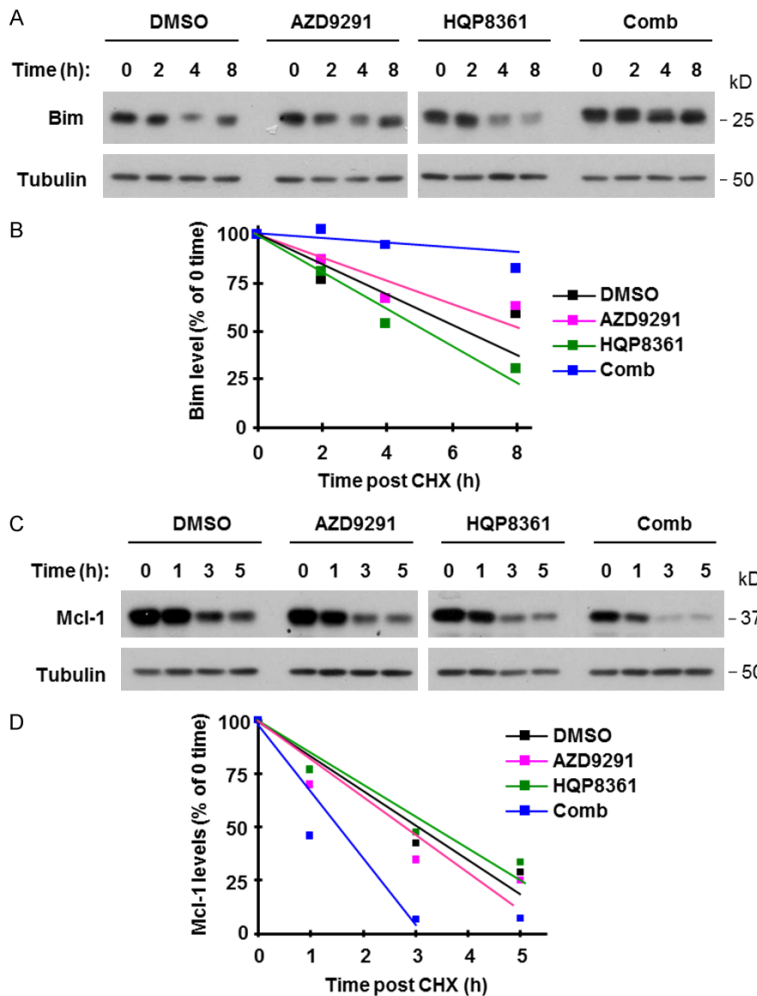 A
DMSO AZD9291 HQP8361 Comb
Time (h): 0 2 4 8 0 2 4 8 0 2 4 8 0 2 4 8
kD
Bim - 25
Tubulin - 50
B
100
75
50
25
0
Bim level (% of 0 time)
0 2 4 6 8
Time post CHX (h)
DMSO
AZD9291
HQP8361
Comb
C
DMSO AZD9291 HQP8361 Comb
Time (h): 0 1 3 5 0 1 3 5 0 1 3 5 0 1 3 5
kD
Mcl-1 - 37
Tubulin - 50
D
100
75
50
25
0
Mcl-1 levels (% of 0 time)
0 1 2 3 4 5
Time post CHX (h)
DMSO
AZD9291
HQP8361
Comb